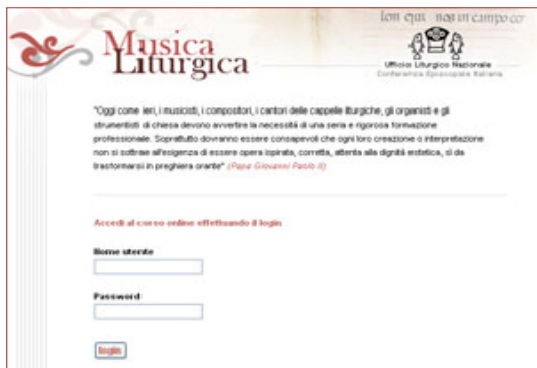 Musica
Liturgica
Ufficio Liturgico Nazionale
Conferenza Episcopale Italiana
"Oggi come ieri, i musicisti, i compositori, i cantori delle cappelle liturgiche, gli organisti e gli
strumentisti di chiesa devono avvertire la necessità di una seria e rigorosa formazione
professionale. Soprattutto dovranno essere consapevoli che ogni loro creazione o interpretazione
non si sottrae all'esigenza di essere opera ispirata, corretta, attenta alla dignità estetica, sì da
trasformarsi in preghiera orante" (Papa Giovanni Paolo II)
Accedi al corso online effettuando il login
Nome utente
Password
login